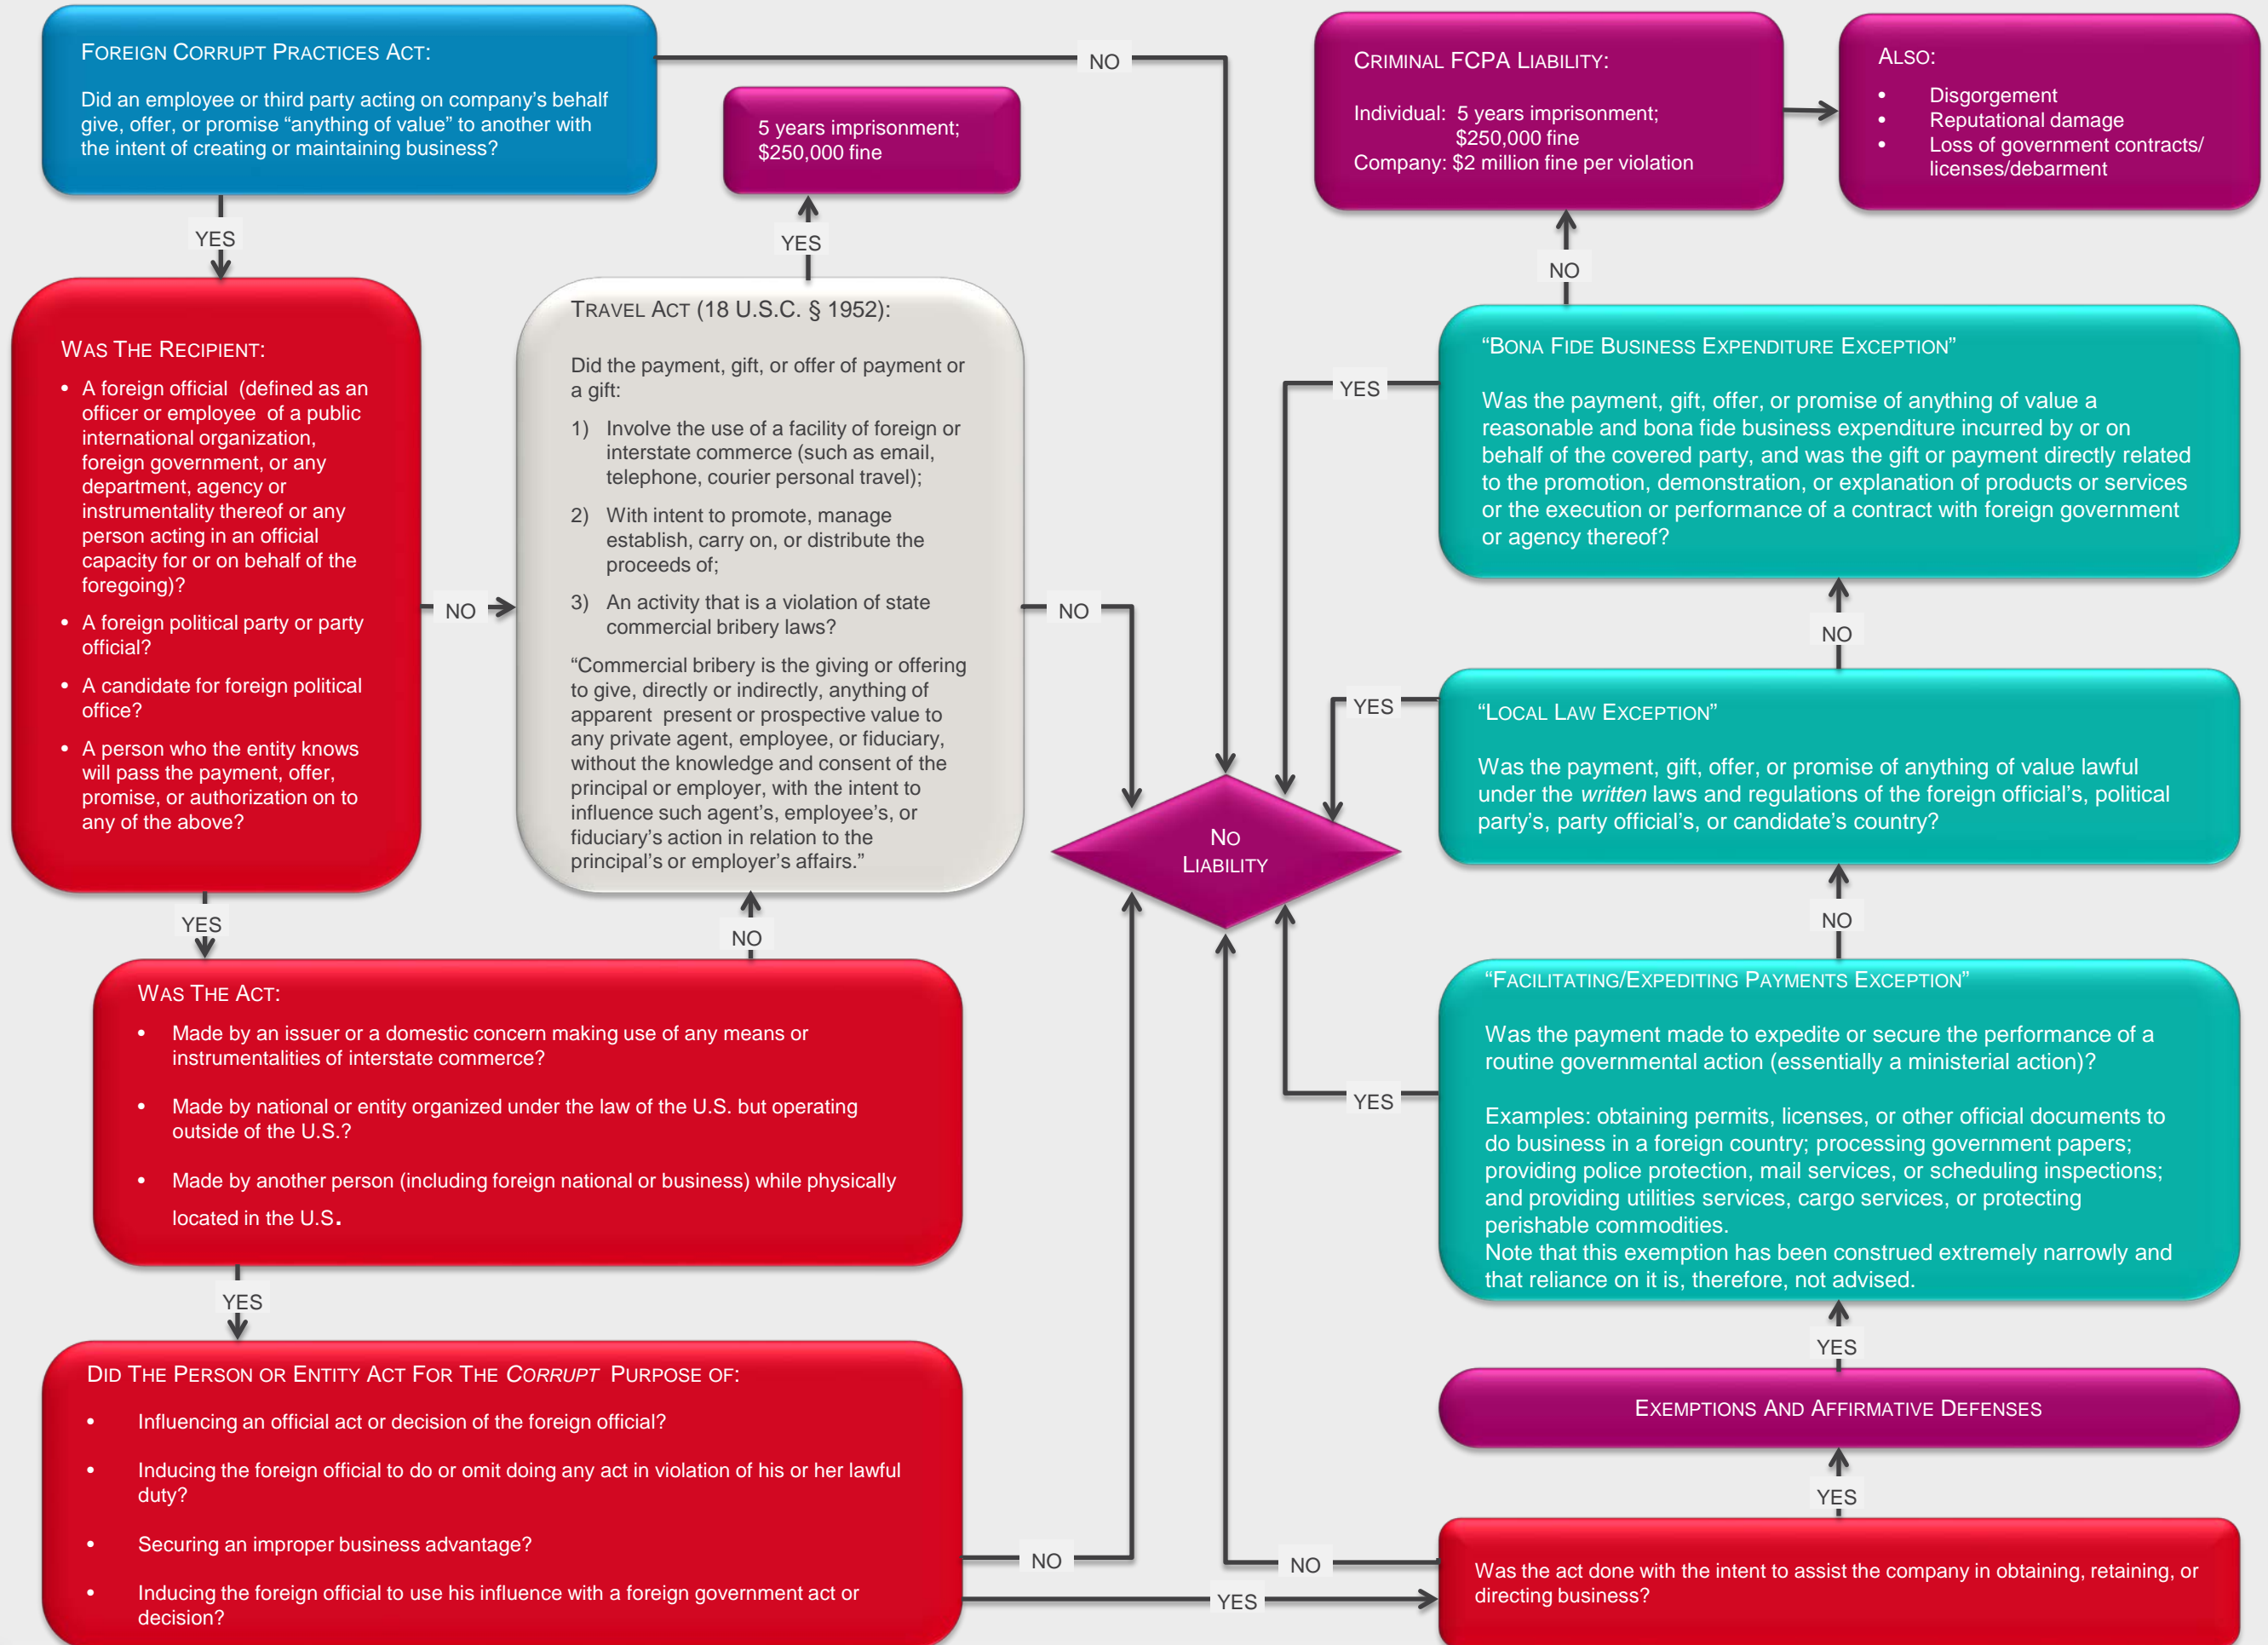 FOREIGN CORRUPT PRACTICES ACT:
Did an employee or third party acting on company's behalf
give, offer, or promise “anything of value” to another with
the intent of creating or maintaining business?
NO
YES
5 years imprisonment;
$250,000 fine
YES
CRIMINAL FCPA LIABILITY:
Individual: 5 years imprisonment;
$250,000 fine
Company: $2 million fine per violation
ALSO:
• Disgorgement
• Reputational damage
• Loss of government contracts/
licenses/debarment
NO
WAS THE RECIPIENT:
• A foreign official (defined as an
officer or employee of a public
international organization,
foreign government, or any
department, agency or
instrumentality thereof or any
person acting in an official
capacity for or on behalf of the
foregoing)?
• A foreign political party or party
official?
• A candidate for foreign political
office?
• A person who the entity knows
will pass the payment, offer,
promise, or authorization on to
any of the above?
NO
YES
TRAVEL ACT (18 U.S.C. § 1952):
Did the payment, gift, or offer of payment or
a gift:
1) Involve the use of a facility of foreign or
interstate commerce (such as email,
telephone, courier personal travel);
2) With intent to promote, manage
establish, carry on, or distribute the
proceeds of;
3) An activity that is a violation of state
commercial bribery laws?
“Commercial bribery is the giving or offering
to give, directly or indirectly, anything of
apparent present or prospective value to
any private agent, employee, or fiduciary,
without the knowledge and consent of the
principal or employer, with the intent to
influence such agent's, employee's, or
fiduciary's action in relation to the
principal's or employer's affairs.”
NO
NO
“BONA FIDE BUSINESS EXPENDITURE EXCEPTION”
Was the payment, gift, offer, or promise of anything of value a
reasonable and bona fide business expenditure incurred by or on
behalf of the covered party, and was the gift or payment directly related
to the promotion, demonstration, or explanation of products or services
or the execution or performance of a contract with foreign government
or agency thereof?
YES
NO
“LOCAL LAW EXCEPTION”
Was the payment, gift, offer, or promise of anything of value lawful
under the written laws and regulations of the foreign official's, political
party's, party official's, or candidate's country?
YES
NO
NO
LIABILITY
WAS THE ACT:
• Made by an issuer or a domestic concern making use of any means or
instrumentalities of interstate commerce?
• Made by national or entity organized under the law of the U.S. but operating
outside of the U.S.?
• Made by another person (including foreign national or business) while physically
located in the U.S.
YES
“FACILITATING/EXPEDITING PAYMENTS EXCEPTION”
Was the payment made to expedite or secure the performance of a
routine governmental action (essentially a ministerial action)?
Examples: obtaining permits, licenses, or other official documents to
do business in a foreign country; processing government papers;
providing police protection, mail services, or scheduling inspections;
and providing utilities services, cargo services, or protecting
perishable commodities.
Note that this exemption has been construed extremely narrowly and
that reliance on it is, therefore, not advised.
YES
YES
DID THE PERSON OR ENTITY ACT FOR THE CORRUPT PURPOSE OF:
• Influencing an official act or decision of the foreign official?
• Inducing the foreign official to do or omit doing any act in violation of his or her lawful
duty?
• Securing an improper business advantage?
• Inducing the foreign official to use his influence with a foreign government act or
decision?
NO
YES
EXEMPTIONS AND AFFIRMATIVE DEFENSES
YES
NO
Was the act done with the intent to assist the company in obtaining, retaining, or
directing business?